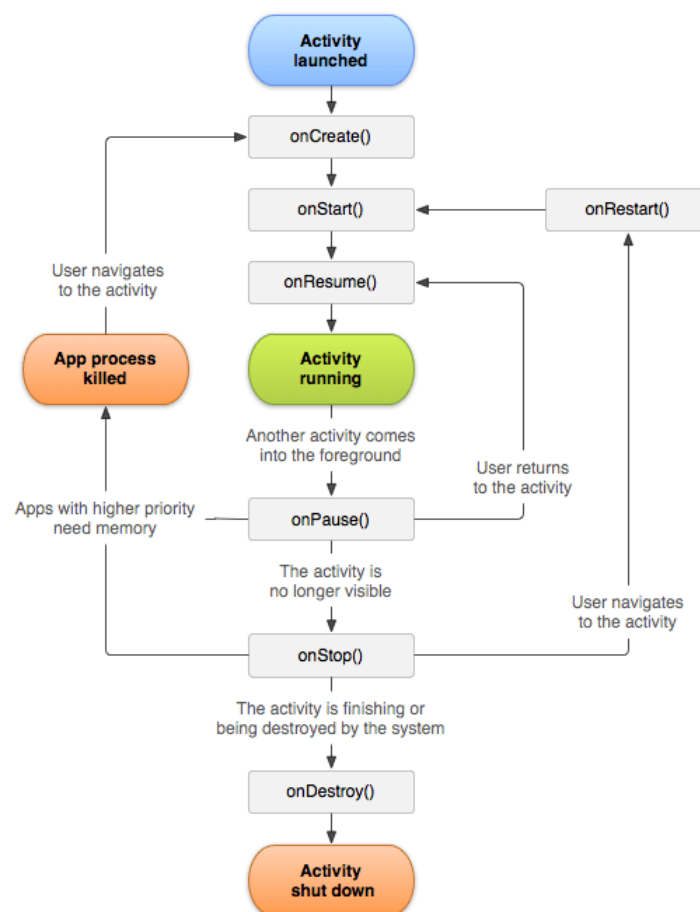 Activity
launched
onCreate()
onStart()
onRestart()
User navigates
to the activity
onResume()
App process
killed
Activity
running
Another activity comes
into the foreground
User returns
to the activity
Apps with higher priority
need memory
onPause()
The activity is
no longer visible
User navigates
to the activity
onStop()
The activity is finishing or
being destroyed by the system
onDestroy()
Activity
shut down